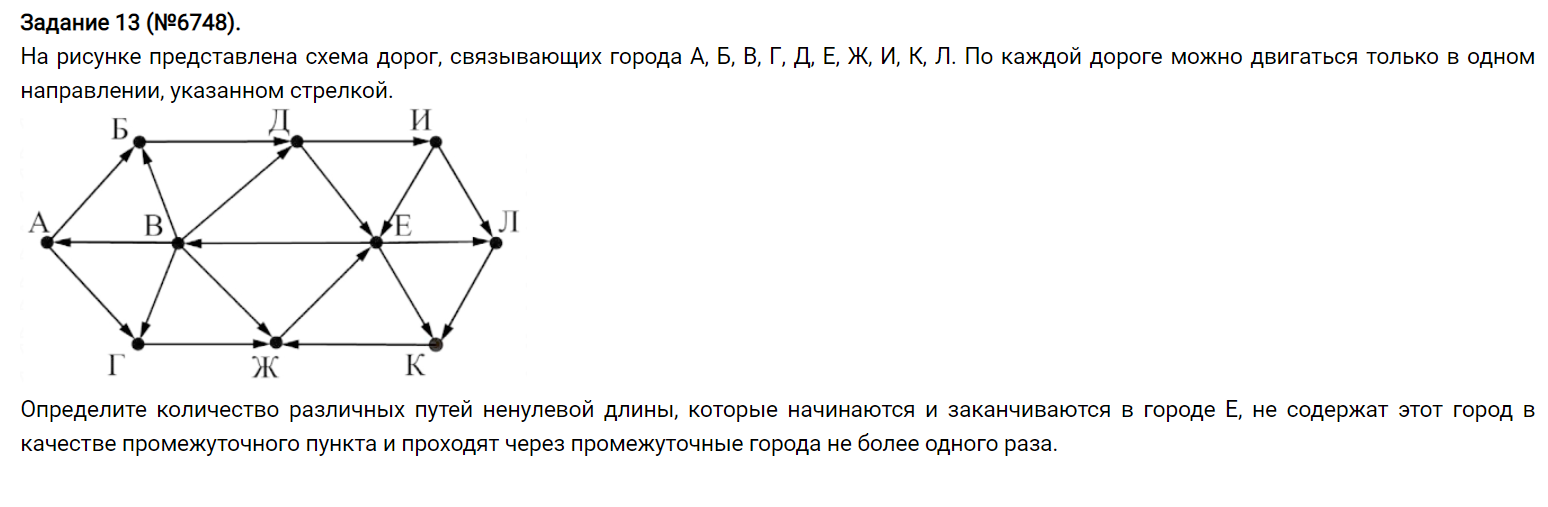 Задание 13 (№6748).
На рисунке представлена схема дорог, связывающих города А, Б, В, Г, Д, Е, Ж, И, К, Л. По каждой дороге можно двигаться только в одном
направлении, указанном стрелкой.
Б Д И
А В Е Л
Г Ж К
Определите количество различных путей ненулевой длины, которые начинаются и заканчиваются в городе Е, не содержат этот город в
качестве промежуточного пункта и проходят через промежуточные города не более одного раза.